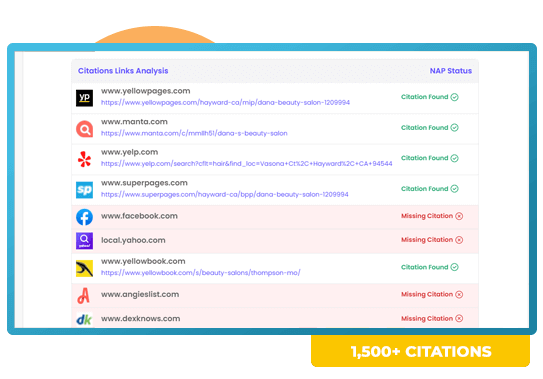 Citations Links Analysis NAP Status
yp www.yellowpages.com
https://www.yellowpages.com/hayward-ca/mip/dana-beauty-salon-1209994
Citation Found
www.manta.com
https://www.manta.com/c/mm8h51/dana-s-beauty-salon
Citation Found
www.yelp.com
https://www.yelp.com/search?cflt=hair&find_loc=Vasona+Ct%2C+Hayward%2C+CA+94544
Citation Found
sp www.superpages.com
https://www.superpages.com/hayward-ca/bpp/dana-beauty-salon-1209994
Citation Found
www.facebook.com Missing Citation
local.yahoo.com Missing Citation
www.yellowbook.com
https://www.yellowbook.com/s/beauty-salons/thompson-mo/
Citation Found
www.angieslist.com Missing Citation
dk www.dexknows.com Missing Citation
1,500+ CITATIONS